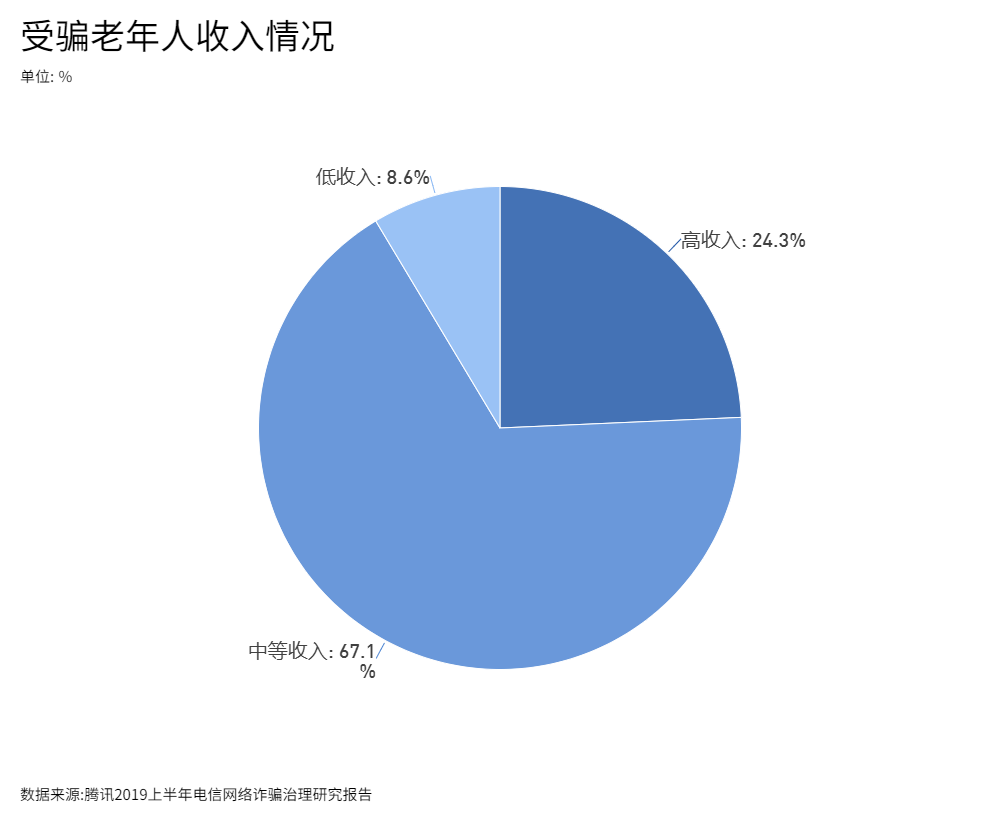 受骗老年人收入情况
单位: %
低收入: 8.6%
高收入: 24.3%
中等收入: 67.1
%
数据来源:腾讯2019上半年电信网络诈骗治理研究报告